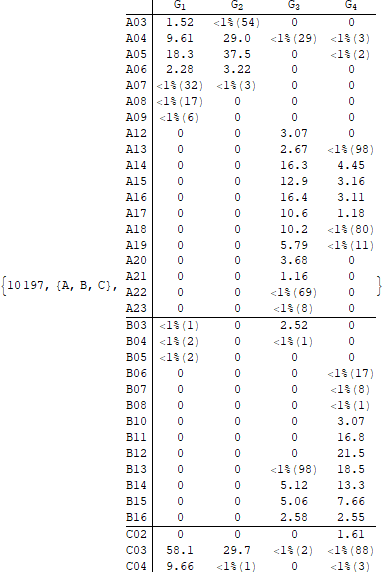 G1 G2 G3 G4
A03 1.52 <1%(54) 0 0
A04 9.61 29.0 <1%(29) <1%(3)
A05 18.3 37.5 0 <1%(2)
A06 2.28 3.22 0 0
A07 <1%(32) <1%(3) 0 0
A08 <1%(17) 0 0 0
A09 <1%(6) 0 0 0
A12 0 0 3.07 0
A13 0 0 2.67 <1%(98)
A14 0 0 16.3 4.45
A15 0 0 12.9 3.16
A16 0 0 16.4 3.11
A17 0 0 10.6 1.18
A18 0 0 10.2 <1%(80)
A19 0 0 5.79 <1%(11)
A20 0 0 3.68 0
A21 0 0 1.16 0
{10197, {A, B, C}, A22 0 0 <1%(69) 0 }
A23 0 0 <1%(8) 0
B03 <1%(1) 0 2.52 0
B04 <1%(2) 0 <1%(1) 0
B05 <1%(2) 0 0 0
B06 0 0 0 <1%(17)
B07 0 0 0 <1%(8)
B08 0 0 0 <1%(1)
B10 0 0 0 3.07
B11 0 0 0 16.8
B12 0 0 0 21.5
B13 0 0 <1%(98) 18.5
B14 0 0 5.12 13.3
B15 0 0 5.06 7.66
B16 0 0 2.58 2.55
C02 0 0 0 1.61
C03 58.1 29.7 <1%(2) <1%(88)
C04 9.66 <1%(1) 0 <1%(3)